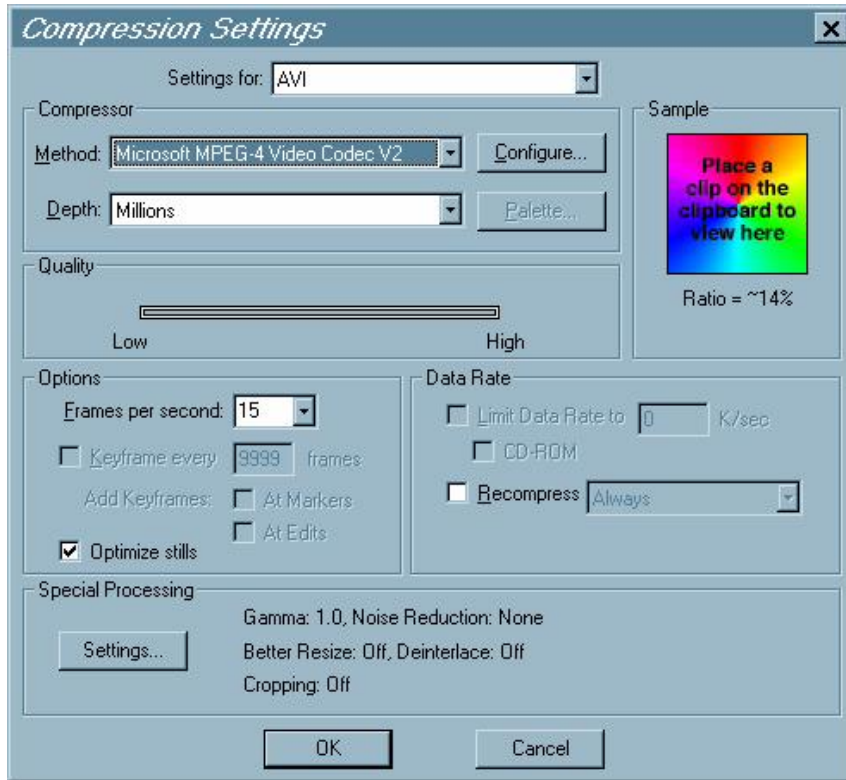 Compression Settings
Settings for: AVI
Compressor
Method: Microsoft MPEG-4 Video Codec V2
Configure...
Depth: Millions
Palette...
Sample
Place a
clip on the
clipboard to
view here
Ratio = ~14%
Quality
Low High
Options
Frames per second: 15
Keyframe every 9999 frames
Add Keyframes: At Markers
At Edits
Optimize stills
Data Rate
Limit Data Rate to 0 K/sec
CD-ROM
Recompress Always
Special Processing
Settings...
Gamma: 1.0, Noise Reduction: None
Better Resize: Off, Deinterlace: Off
Cropping: Off
OK Cancel